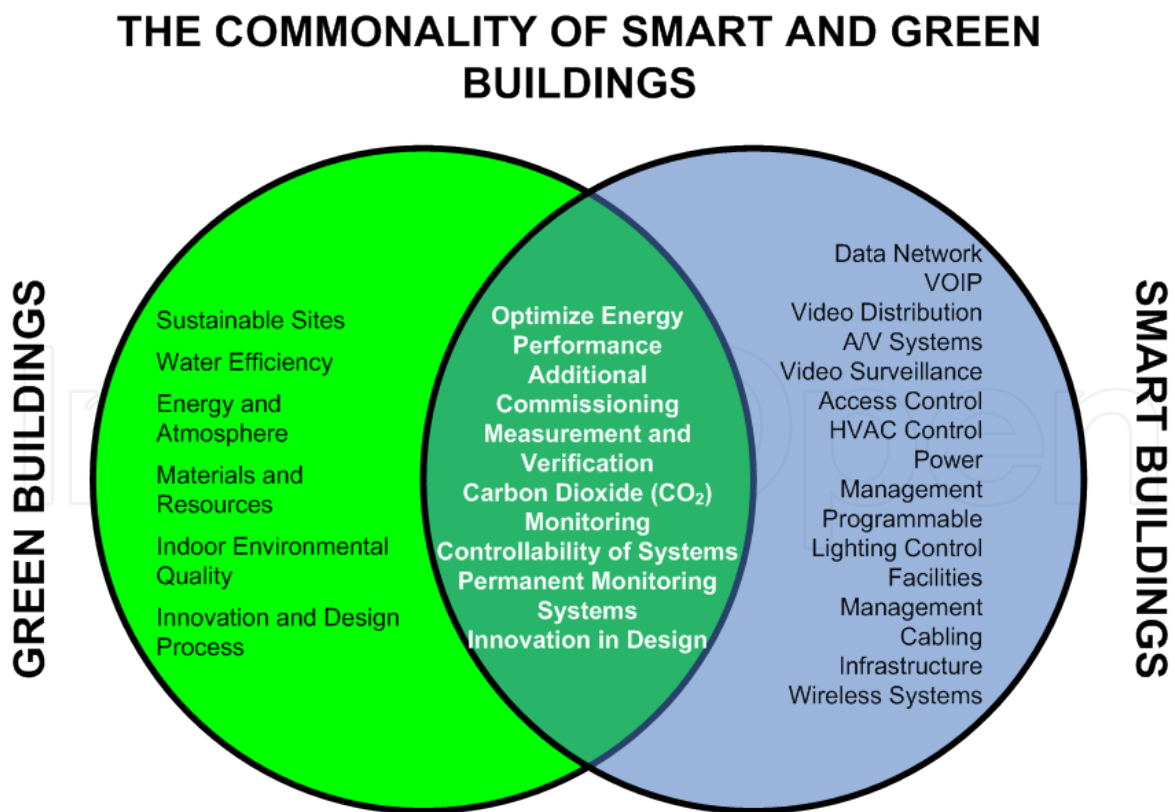 THE COMMONALITY OF SMART AND GREEN
BUILDINGS
GREEN BUILDINGS
Sustainable Sites
Water Efficiency
Energy and
Atmosphere
Materials and
Resources
Indoor Environmental
Quality
Innovation and Design
Process
Optimize Energy
Performance
Additional
Commissioning
Measurement and
Verification
Carbon Dioxide (CO₂)
Monitoring
Controllability of Systems
Permanent Monitoring
Systems
Innovation in Design
Data Network
VOIP
Video Distribution
A/V Systems
Video Surveillance
Access Control
HVAC Control
Power
Management
Programmable
Lighting Control
Facilities
Management
Cabling
Infrastructure
Wireless Systems
SMART BUILDINGS